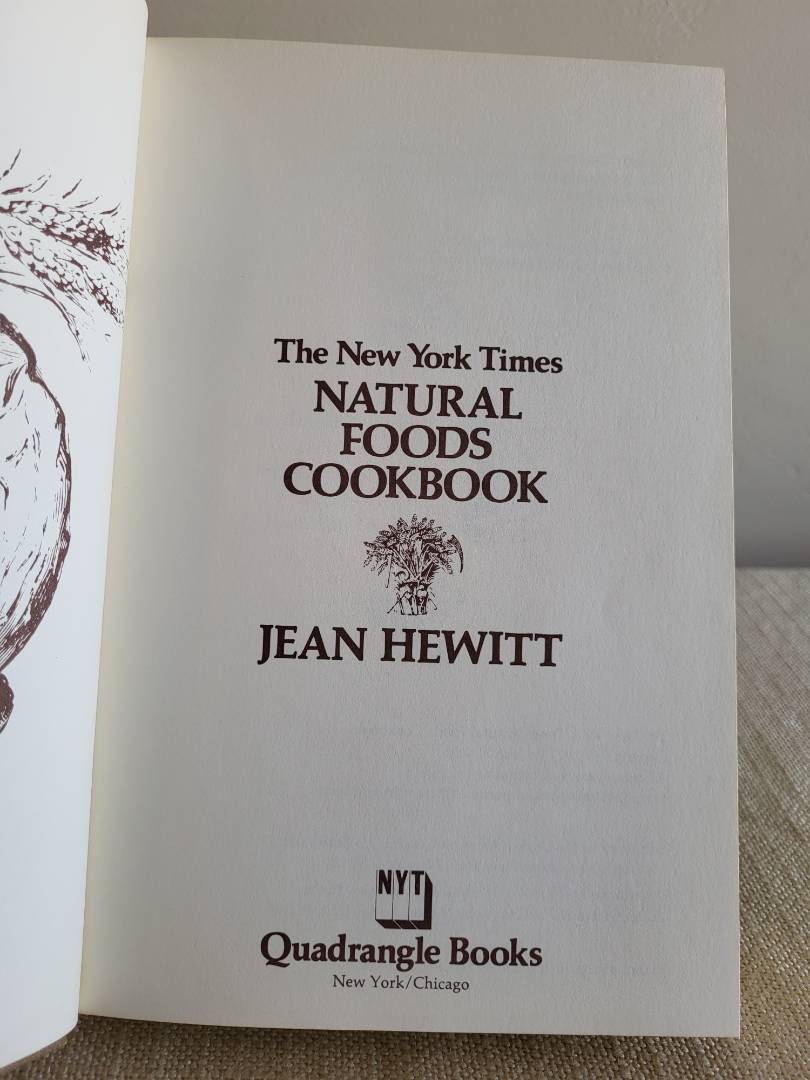 The New York Times
NATURAL
FOODS
COOKBOOK
JEAN HEWITT
NYT
Quadrangle Books
New York/Chicago